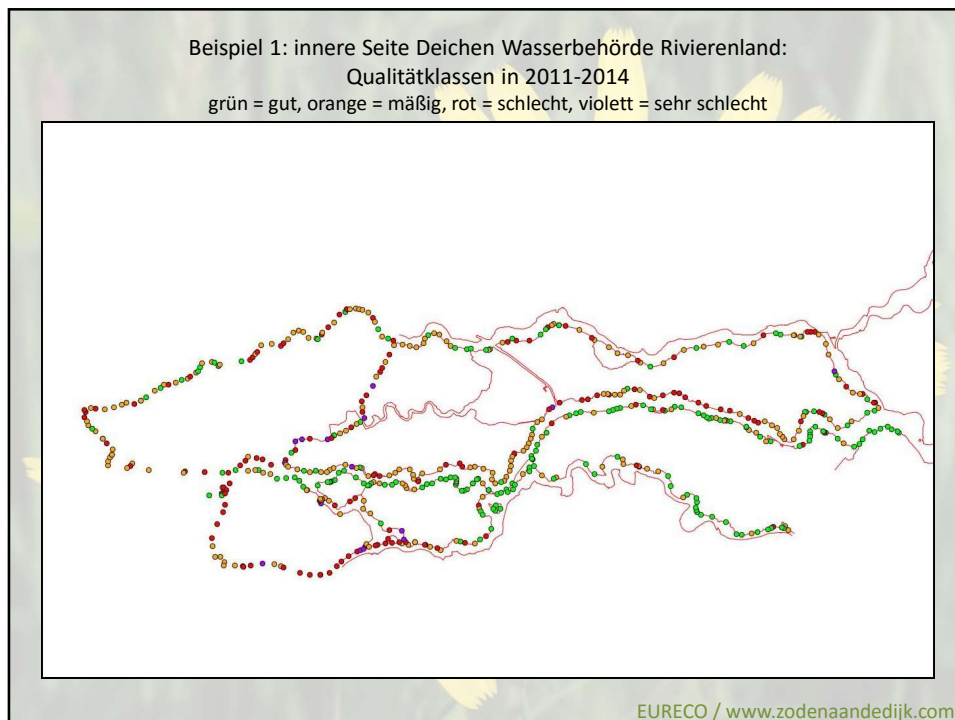 Beispiel 1: innere Seite Deichen Wasserbehörde Rivierenland:
Qualitätklassen in 2011-2014
grün = gut, orange = mäßig, rot = schlecht, violett = sehr schlecht
EURECO / www.zodenaandedijk.com